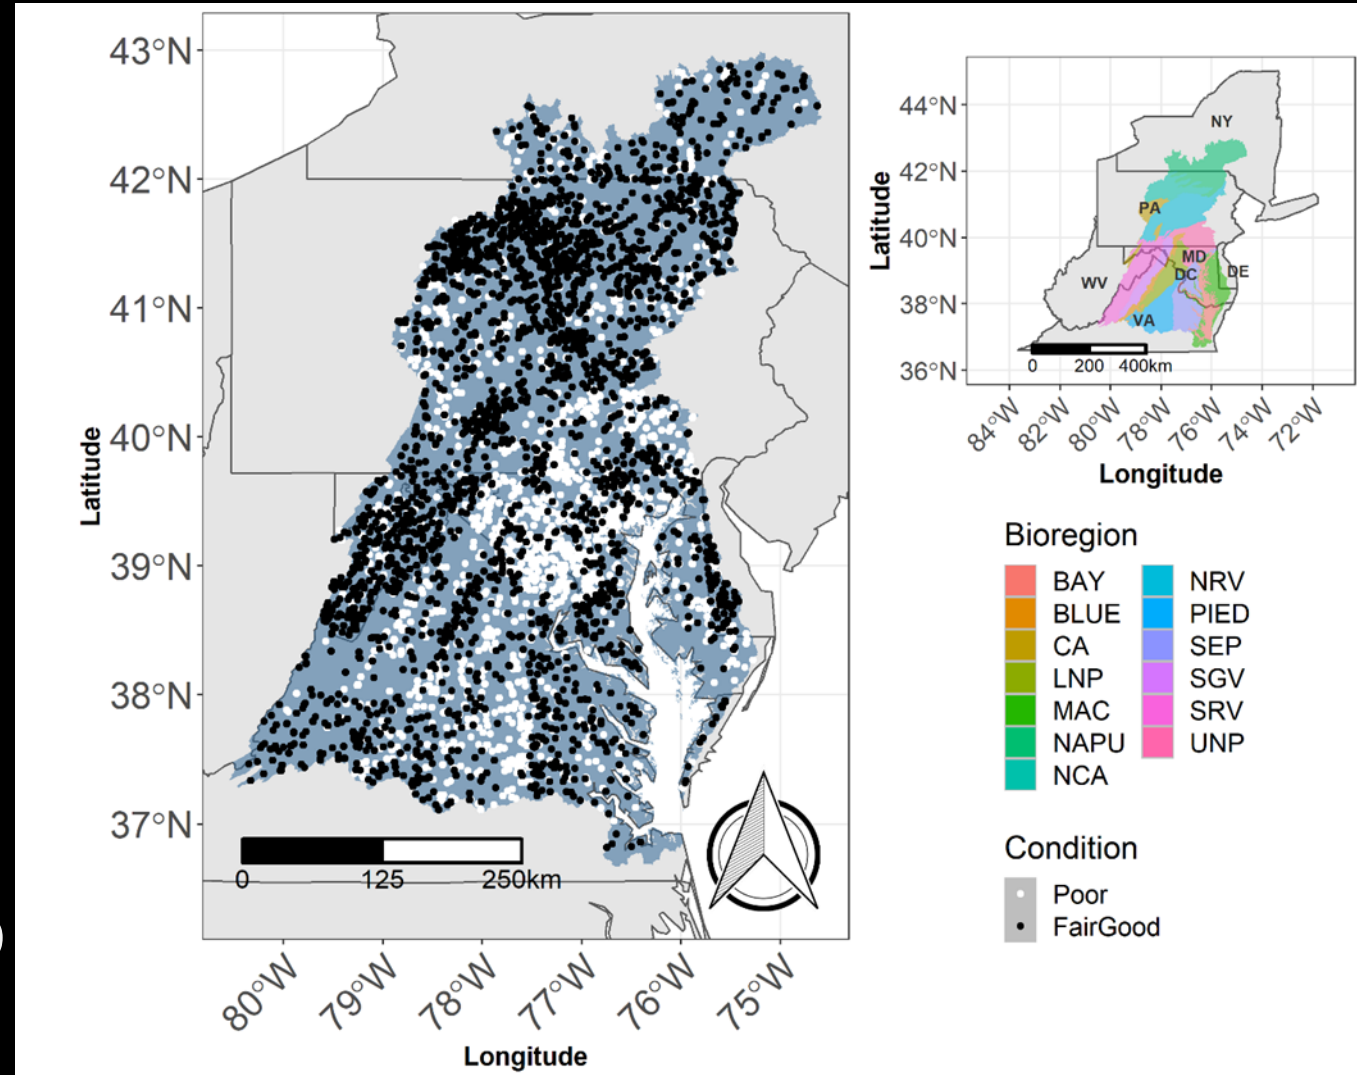 43°N
42°N
41°N
40°N
39°N
38°N
37°N
Latitude
0 125 250km
80°W 79°W 78°W 77°W 76°W 75°W
Longitude
44°N
42°N
40°N
38°N
36°N
Latitude
NY
PA
MD
DE
DC
WV
VA
0 200 400km
84°W 82°W 80°W 78°W 76°W 74°W 72°W
Longitude
Bioregion
BAY NRV
BLUE PIED
CA SEP
LNP SGV
MAC SRV
NAPU UNP
NCA
Condition
Poor
FairGood